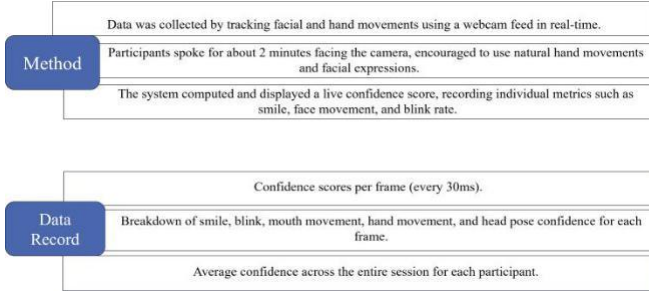 Data was collected by tracking facial and hand movements using a webcam feed in real-time.
Method
Participants spoke for about 2 minutes facing the camera, encouraged to use natural hand movements
and facial expressions.
The system computed and displayed a live confidence score, recording individual metrics such as
smile, face movement, and blink rate.
Confidence scores per frame (every 30ms).
Data
Record
Breakdown of smile, blink, mouth movement, hand movement, and head pose confidence for each
frame.
Average confidence across the entire session for each participant.